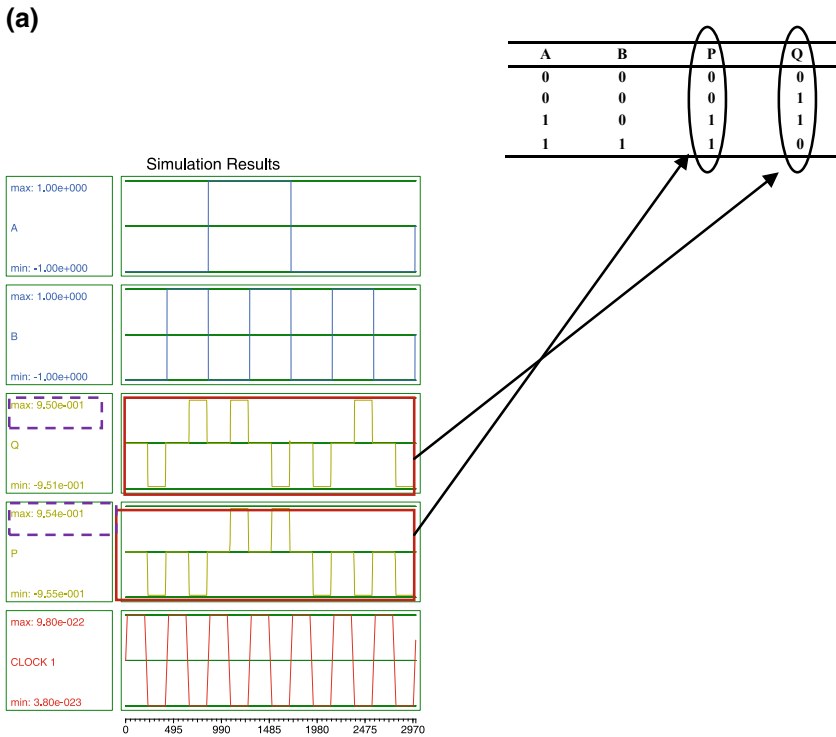 (a)
A B P Q
0 0 0 0
0 0 0 1
1 0 1 1
1 1 1 0
Simulation Results
max: 1.00e+000
A
min: -1.00e+000
max: 1.00e+000
B
min: -1.00e+000
max: 9.50e-001
Q
min: -9.51e-001
max: 9.54e-001
P
min: -9.55e-001
max: 9.80e-022
CLOCK 1
min: 3.80e-023
0 495 990 1485 1980 2475 2970